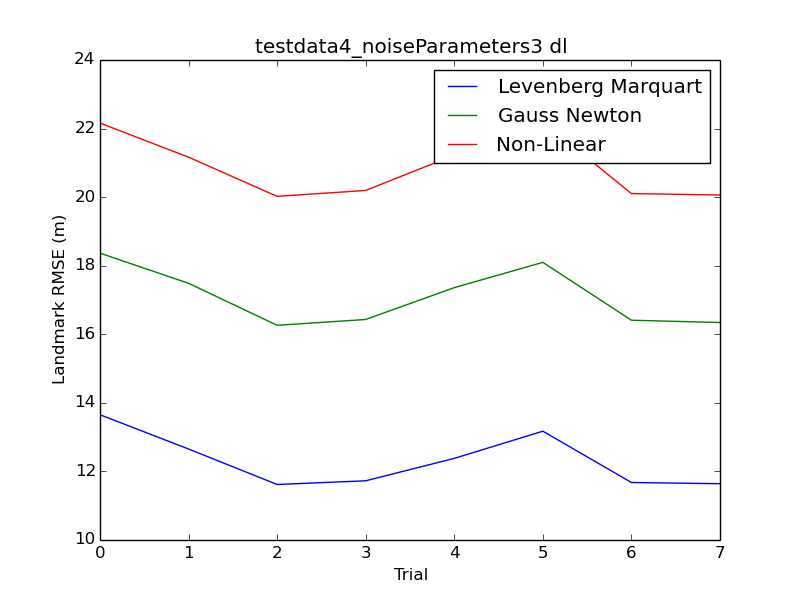 testdata4_noiseParameters3 dl
Levenberg Marquart
Gauss Newton
Non-Linear
Landmark RMSE (m)
24
22
20
18
16
14
12
10
0 1 2 3 4 5 6 7
Trial